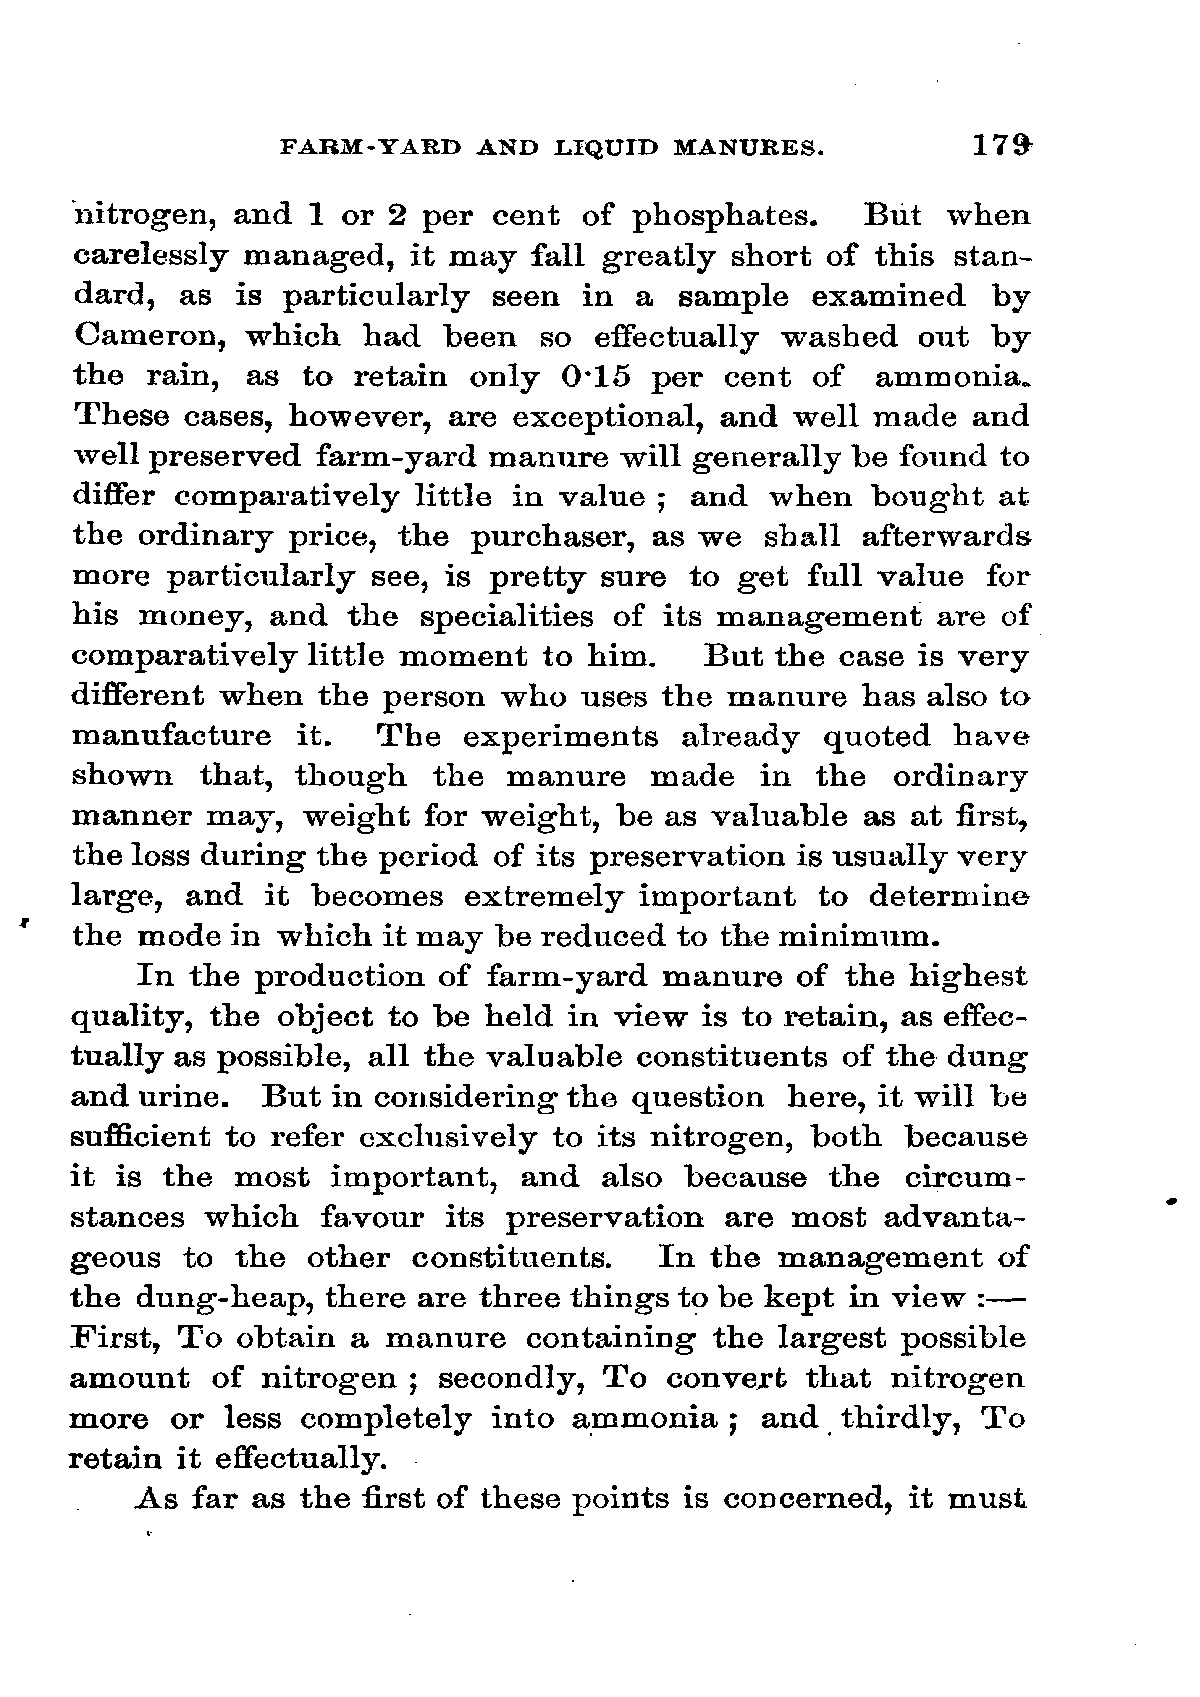 FARM-YARD AND LIQUID MANURES. 179
nitrogen, and 1 or 2 per cent of phosphates. But when
carelessly managed, it may fall greatly short of this stan-
dard, as is particularly seen in a sample examined by
Cameron, which had been so effectually washed out by
the rain, as to retain only 0·15 per cent of ammonia.
These cases, however, are exceptional, and well made and
well preserved farm-yard manure will generally be found to
differ comparatively little in value ; and when bought at
the ordinary price, the purchaser, as we shall afterwards
more particularly see, is pretty sure to get full value for
his money, and the specialities of its management are of
comparatively little moment to him. But the case is very
different when the person who uses the manure has also to
manufacture it. The experiments already quoted have
shown that, though the manure made in the ordinary
manner may, weight for weight, be as valuable as at first,
the loss during the period of its preservation is usually very
large, and it becomes extremely important to determine
the mode in which it may be reduced to the minimum.
In the production of farm-yard manure of the highest
quality, the object to be held in view is to retain, as effec-
tually as possible, all the valuable constituents of the dung
and urine. But in considering the question here, it will be
sufficient to refer exclusively to its nitrogen, both because
it is the most important, and also because the circum-
stances which favour its preservation are most advanta-
geous to the other constituents. In the management of
the dung-heap, there are three things to be kept in view :—
First, To obtain a manure containing the largest possible
amount of nitrogen ; secondly, To convert that nitrogen
more or less completely into ammonia ; and thirdly, To
retain it effectually.
As far as the first of these points is concerned, it must